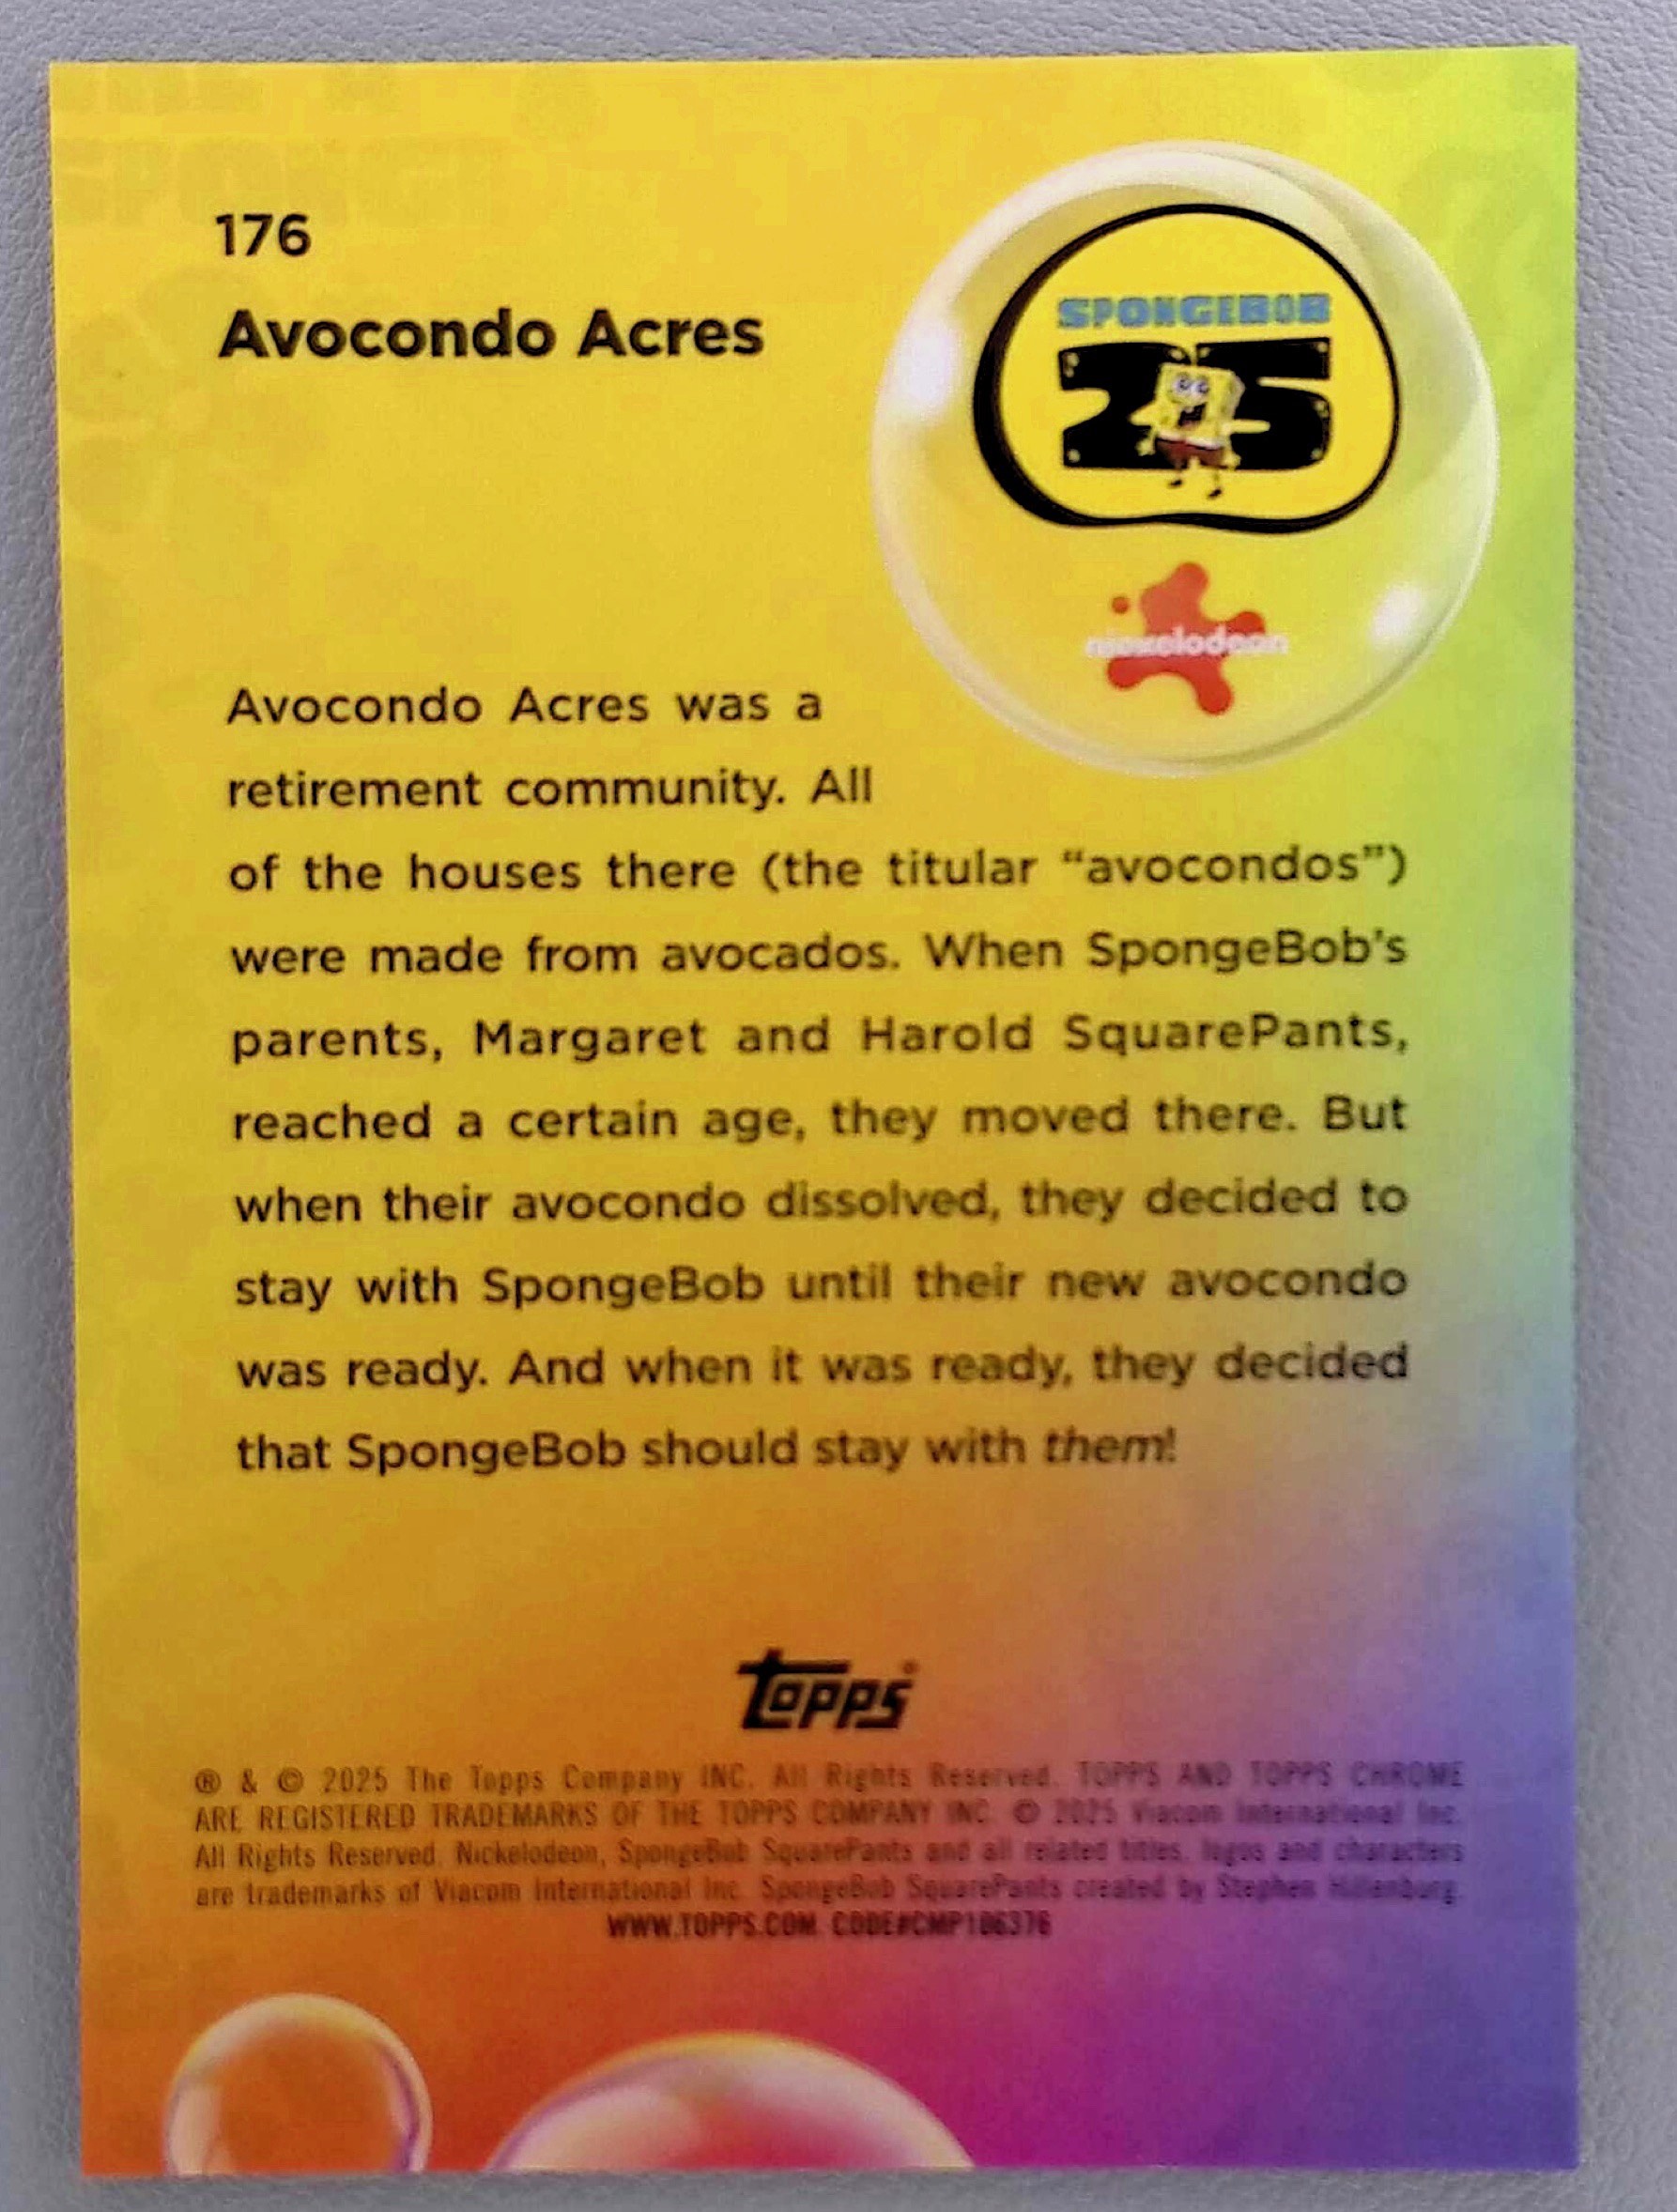 176
Avocondo Acres
SPONGEBOB
25
nickelodeon
Avocondo Acres was a
retirement community. All
of the houses there (the titular “avocondos”)
were made from avocados. When SpongeBob’s
parents, Margaret and Harold SquarePants,
reached a certain age, they moved there. But
when their avocondo dissolved, they decided to
stay with SpongeBob until their new avocondo
was ready. And when it was ready, they decided
that SpongeBob should stay with them!
topps®
® & © 2025 The Topps Company INC. All Rights Reserved. TOPPS AND TOPPS CHROME
ARE REGISTERED TRADEMARKS OF THE TOPPS COMPANY INC. © 2025 Viacom International Inc.
All Rights Reserved. Nickelodeon, SpongeBob SquarePants and all related titles, logos and characters
are trademarks of Viacom International Inc. SpongeBob SquarePants created by Stephen Hillenburg.
WWW.TOPPS.COM CODE#CMP106376